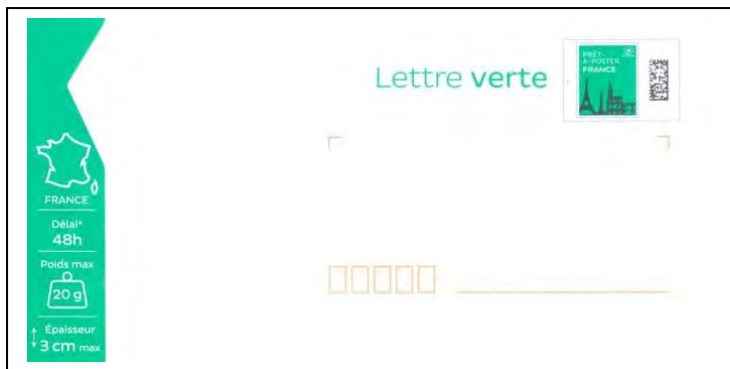 Lettre verte
PRÊT-
À-POSTER
FRANCE
FRANCE
Délai*
48h
Poids max
20 g
Épaisseur
3 cm max